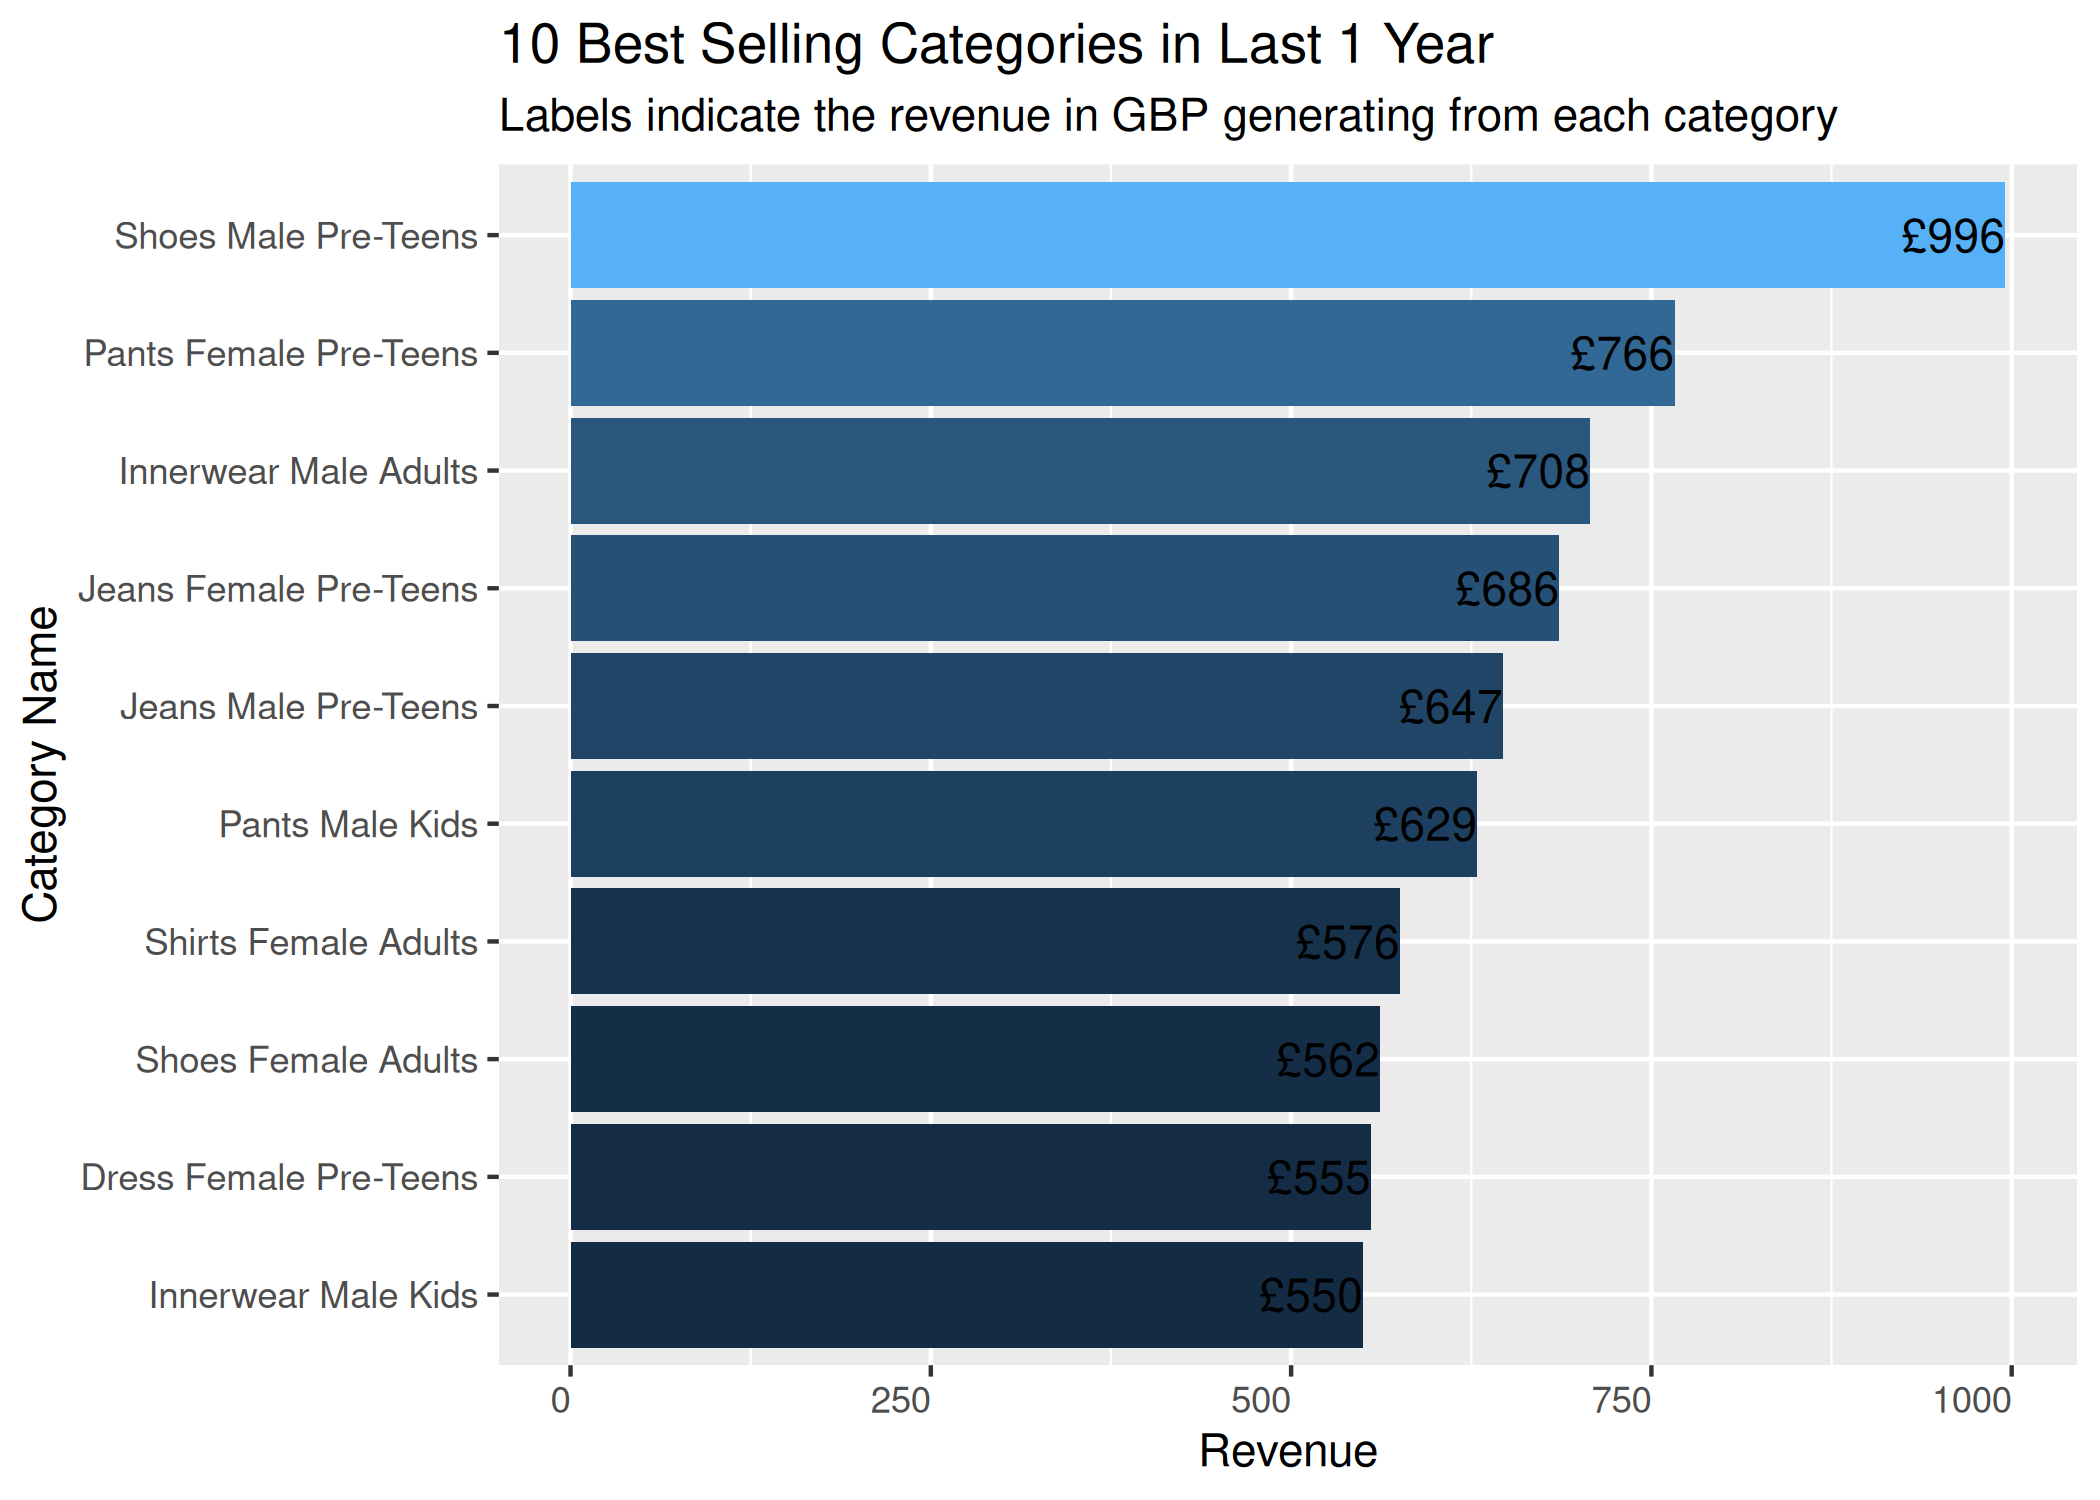 10 Best Selling Categories in Last 1 Year
Labels indicate the revenue in GBP generating from each category
Category Name
Shoes Male Pre-Teens £996
Pants Female Pre-Teens £766
Innerwear Male Adults £708
Jeans Female Pre-Teens £686
Jeans Male Pre-Teens £647
Pants Male Kids £629
Shirts Female Adults £576
Shoes Female Adults £562
Dress Female Pre-Teens £555
Innerwear Male Kids £550
0 250 500 750 1000
Revenue